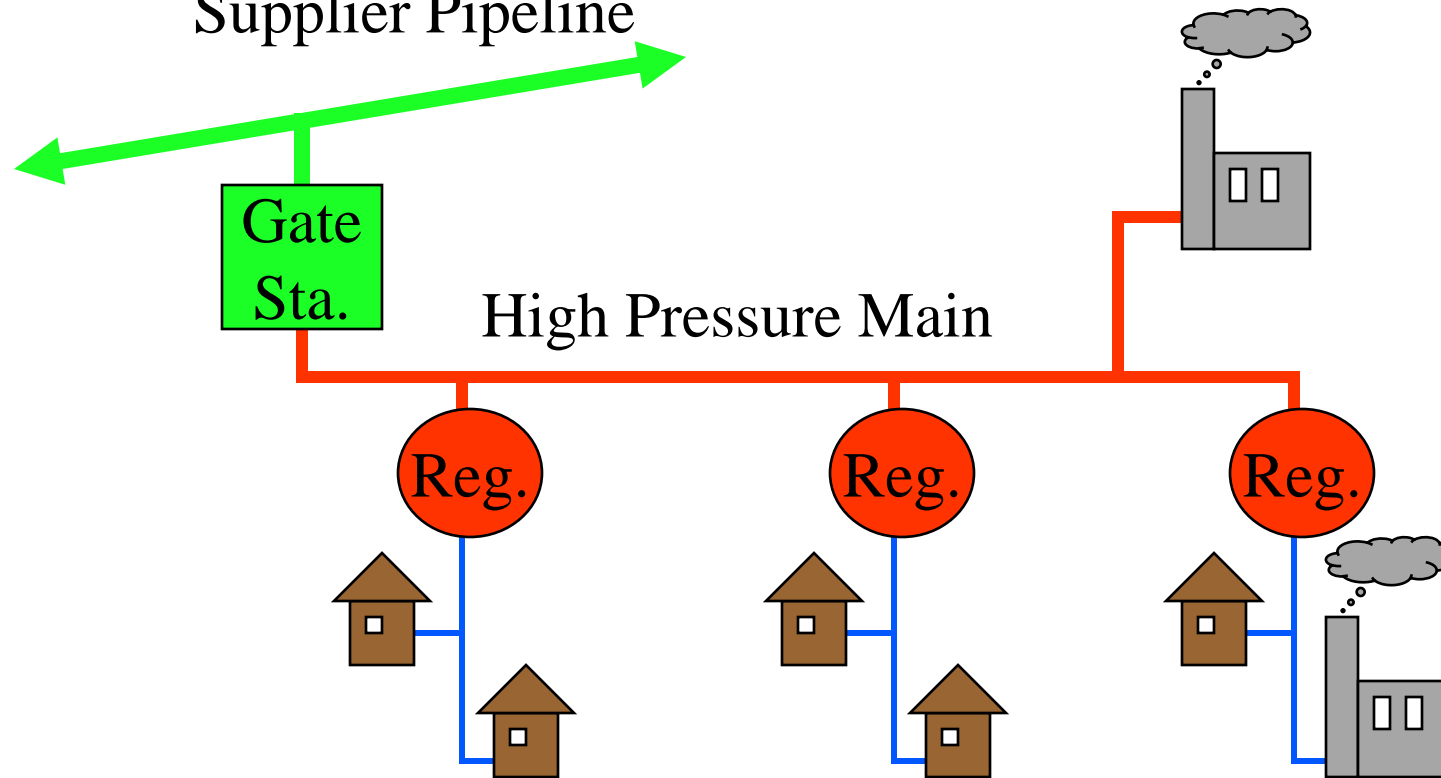 Supplier Pipeline
Gate
Sta.
High Pressure Main
Reg.
Reg.
Reg.